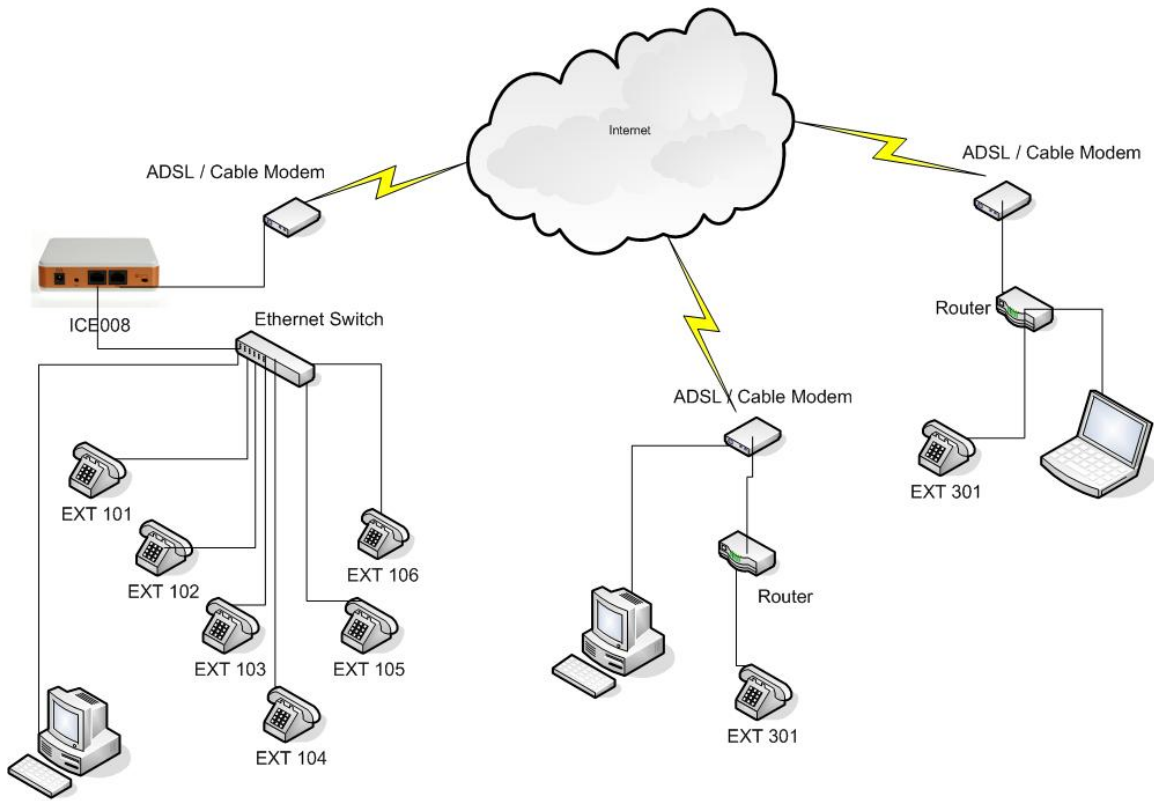 Internet
ADSL / Cable Modem
ADSL / Cable Modem
ICE008
Ethernet Switch
Router
ADSL / Cable Modem
EXT 101
EXT 102
EXT 103
EXT 104
EXT 105
EXT 106
EXT 301
Router
EXT 301